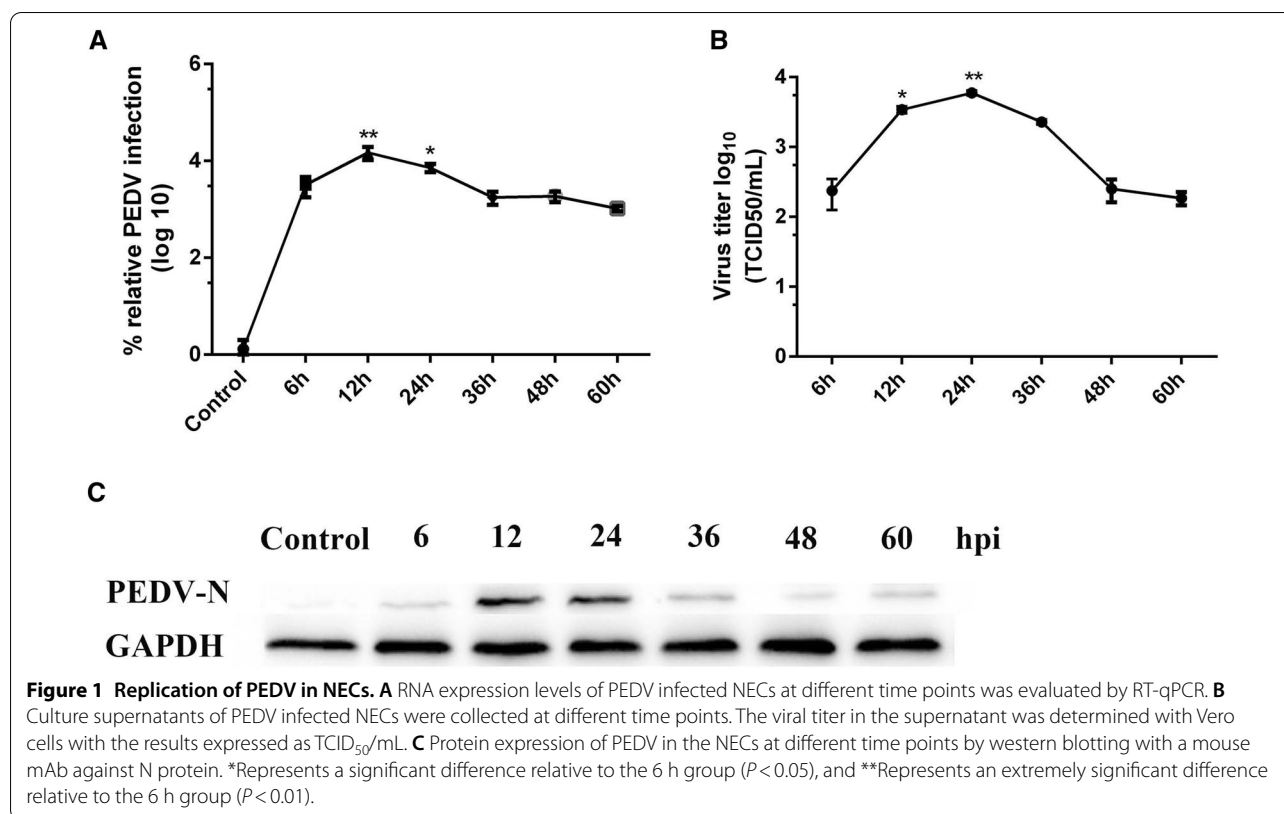 A
% relative PEDV infection
(log 10)
6
4
2
0
Control
6h
12h
24h
36h
48h
60h
**
*
B
Virus titer log10
(TCID50/mL)
4
3
2
1
0
6h
12h
24h
36h
48h
60h
*
**
C
Control 6 12 24 36 48 60 hpi
PEDV-N
GAPDH
Figure 1 Replication of PEDV in NECs. A RNA expression levels of PEDV infected NECs at different time points was evaluated by RT-qPCR. B
Culture supernatants of PEDV infected NECs were collected at different time points. The viral titer in the supernatant was determined with Vero
cells with the results expressed as TCID50/mL. C Protein expression of PEDV in the NECs at different time points by western blotting with a mouse
mAb against N protein. *Represents a significant difference relative to the 6 h group (P < 0.05), and **Represents an extremely significant difference
relative to the 6 h group (P < 0.01).